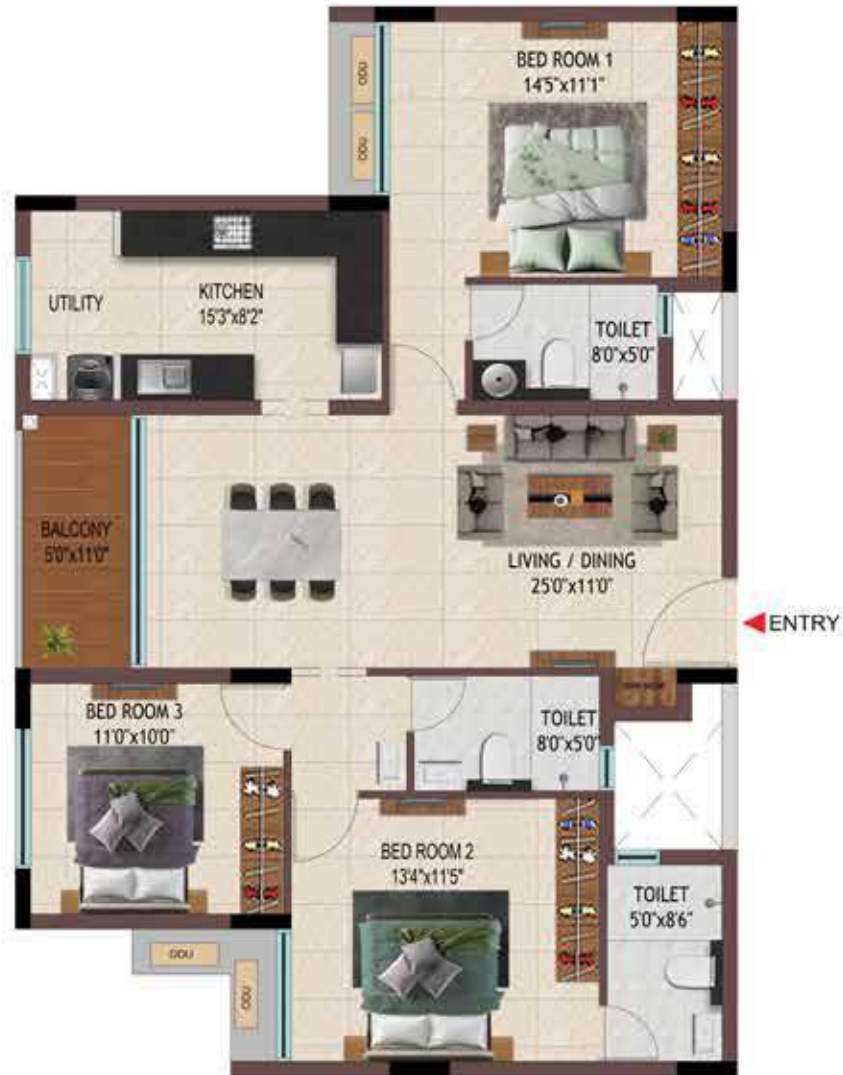 BED ROOM 1
14'5"x11'1"
ODU
ODU
UTILITY
KITCHEN
15'3"x8'2"
TOILET
8'0"x5'0"
BALCONY
5'0"x11'0"
LIVING / DINING
25'0"x11'0"
ENTRY
BED ROOM 3
11'0"x10'0"
TOILET
8'0"x5'0"
BED ROOM 2
13'4"x11'5"
TOILET
5'0"x8'6"
ODU
ODU